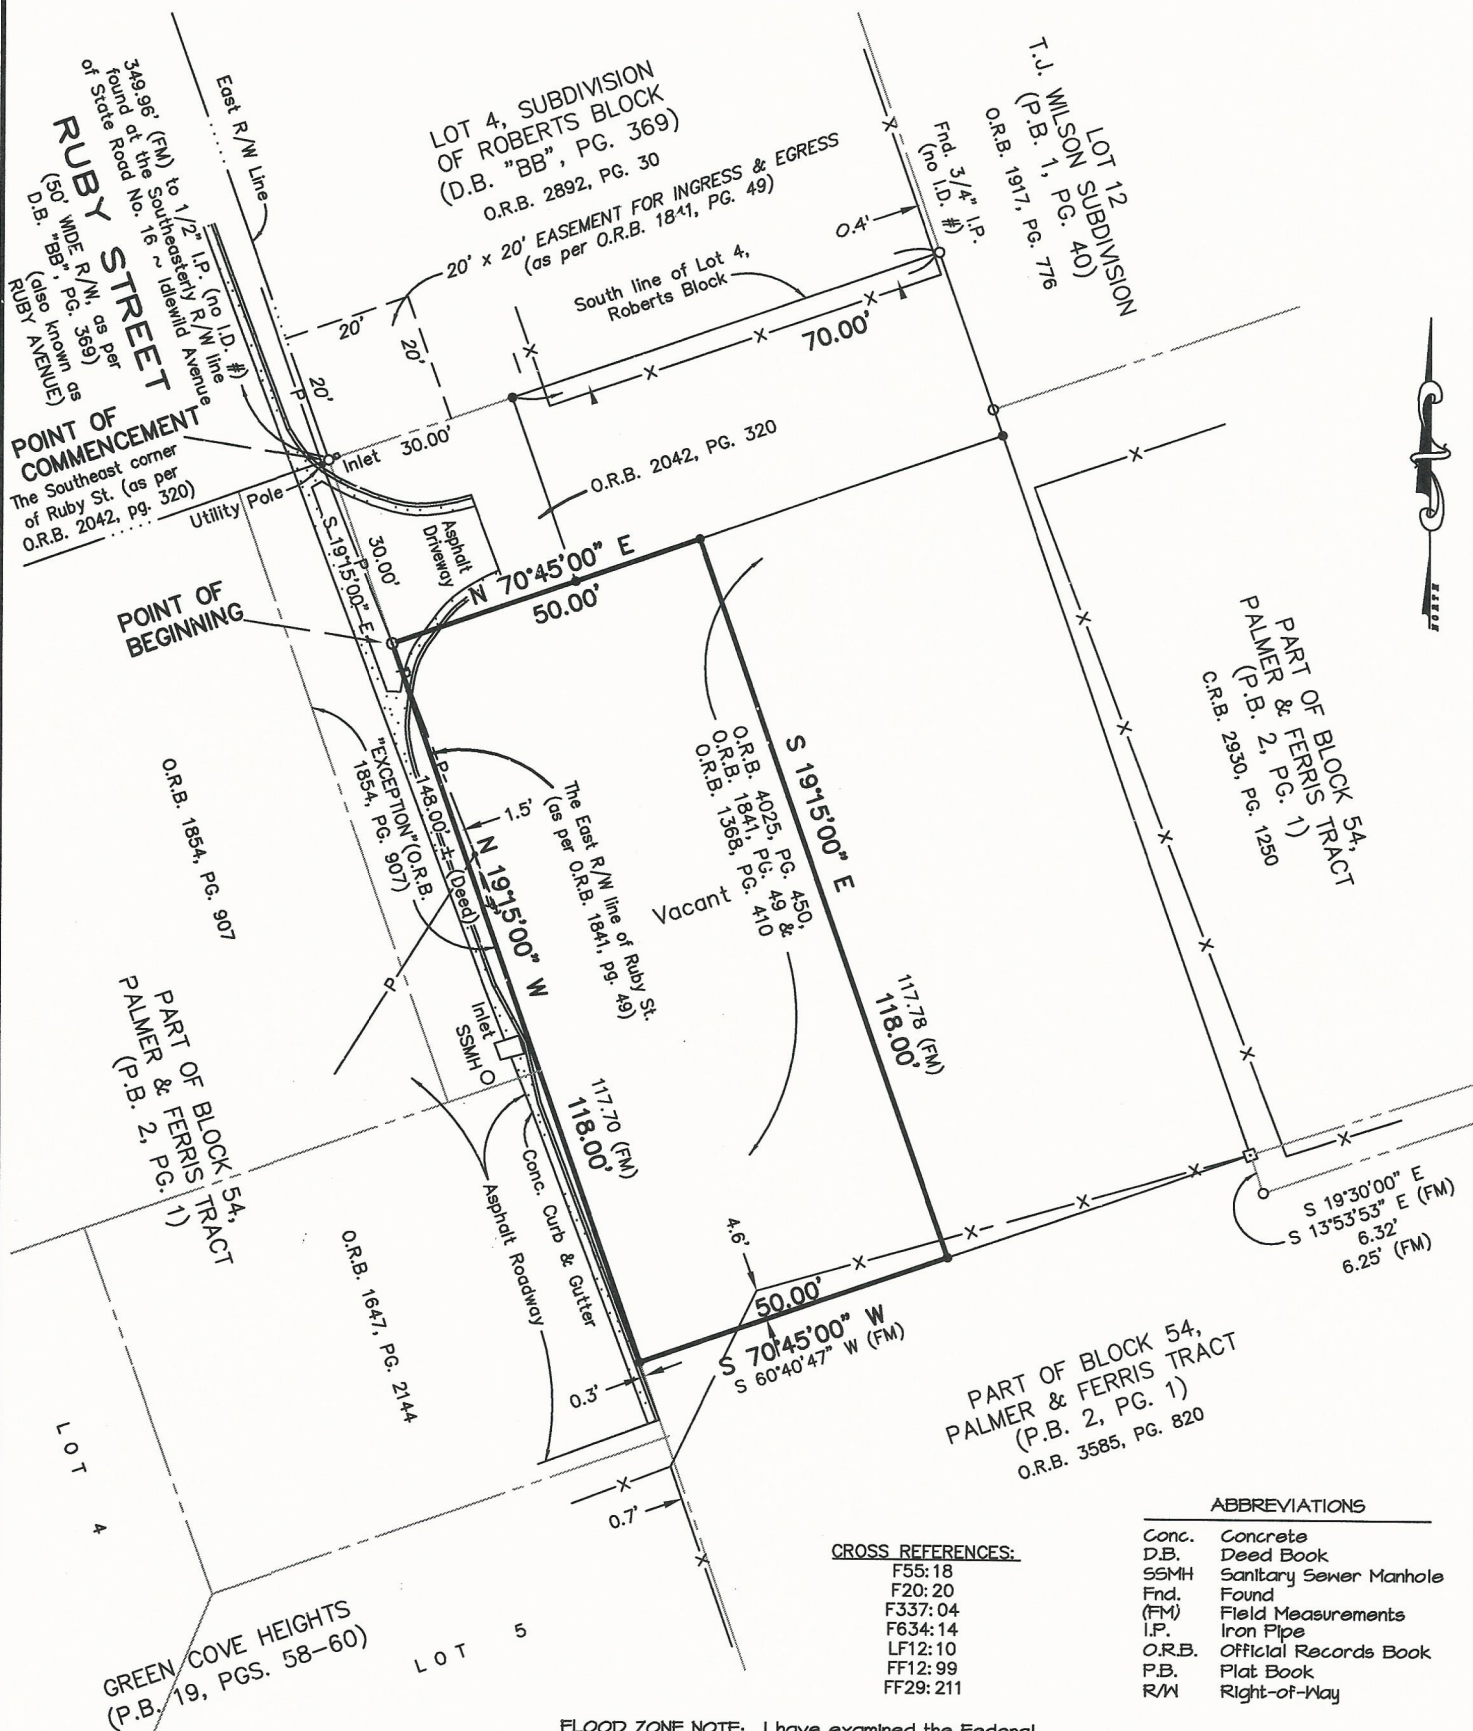 East R/W Line
349.96' (FM) to 1/2" I.P. (no I.D. #)
found at the Southeasterly R/W line
of State Road No. 16 ~ Idlewild Avenue
RUBY STREET
(50' WIDE R/W, as per
D.B. "BB", PG. 369)
(also known as
RUBY AVENUE)
LOT 4, SUBDIVISION
OF ROBERTS BLOCK
(D.B. "BB", PG. 369)
O.R.B. 2892, PG. 30
20' x 20' EASEMENT FOR INGRESS & EGRESS
(as per O.R.B. 1841, PG. 49)
South line of Lot 4,
Roberts Block
0.4'
Fnd. 3/4" I.P.
(no I.D. #)
LOT 12
T.J. WILSON SUBDIVISION
(P.B. 1, PG. 40)
O.R.B. 1917, PG. 776
20'
20'
20'
X
X
X
X
X
70.00'
P
POINT OF
COMMENCEMENT
The Southeast corner
of Ruby St. (as per
O.R.B. 2042, pg. 320)
Inlet
30.00'
Utility Pole
O.R.B. 2042, PG. 320
X
S 19°15'00" E
P
30.00'
Asphalt
Driveway
N 70°45'00" E
50.00'
POINT OF
BEGINNING
P
X
NORTH
PART OF BLOCK 54,
PALMER & FERRIS TRACT
(P.B. 2, PG. 1)
C.R.B. 2930, PG. 1250
O.R.B. 1854, PG. 907
"EXCEPTION" (O.R.B.
1854, PG. 907)
148.00' ± (Deed)
P
1.5'
The East R/W line of Ruby St.
(as per O.R.B. 1841, pg. 49)
N 19°15'00" W
O.R.B. 4025, PG. 450,
O.R.B. 1841, PG. 49 &
O.R.B. 1368, PG. 410
Vacant
S 19°15'00" E
X
X
X
X
P
117.78 (FM)
118.00'
PART OF BLOCK 54,
PALMER & FERRIS TRACT
(P.B. 2, PG. 1)
Inlet
SSMH
117.70 (FM)
118.00'
Conc. Curb & Gutter
Asphalt Roadway
O.R.B. 1647, PG. 2144
4.6'
X
X
X
X
X
S 19°30'00" E
S 13°53'53" E (FM)
6.32'
6.25' (FM)
50.00'
S 70°45'00" W
S 60°40'47" W (FM)
0.3'
PART OF BLOCK 54,
PALMER & FERRIS TRACT
(P.B. 2, PG. 1)
O.R.B. 3585, PG. 820
LOT 4
X
0.7'
X
GREEN COVE HEIGHTS
(P.B. 19, PGS. 58-60)
LOT 5
CROSS REFERENCES:
F55:18
F20:20
F337:04
F634:14
LF12:10
FF12:99
FF29:211
ABBREVIATIONS
Conc. Concrete
D.B. Deed Book
SSMH Sanitary Sewer Manhole
Fnd. Found
(FM) Field Measurements
I.P. Iron Pipe
O.R.B. Official Records Book
P.B. Plat Book
R/W Right-of-Way
FLOOD ZONE NOTE: I have examined the Federal